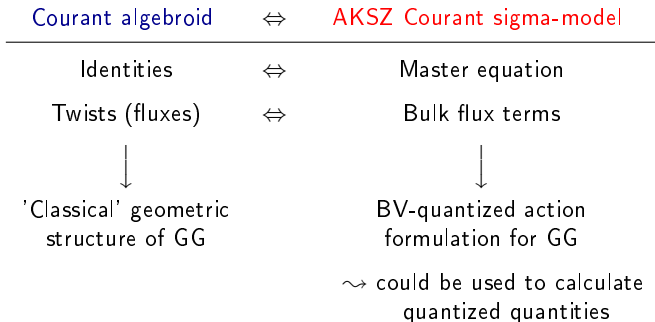 Courant algebroid ⇔ AKSZ Courant sigma-model
Identities ⇔ Master equation
Twists (fluxes) ⇔ Bulk flux terms
'Classical' geometric
structure of GG
BV-quantized action
formulation for GG
⇝ could be used to calculate
quantized quantities